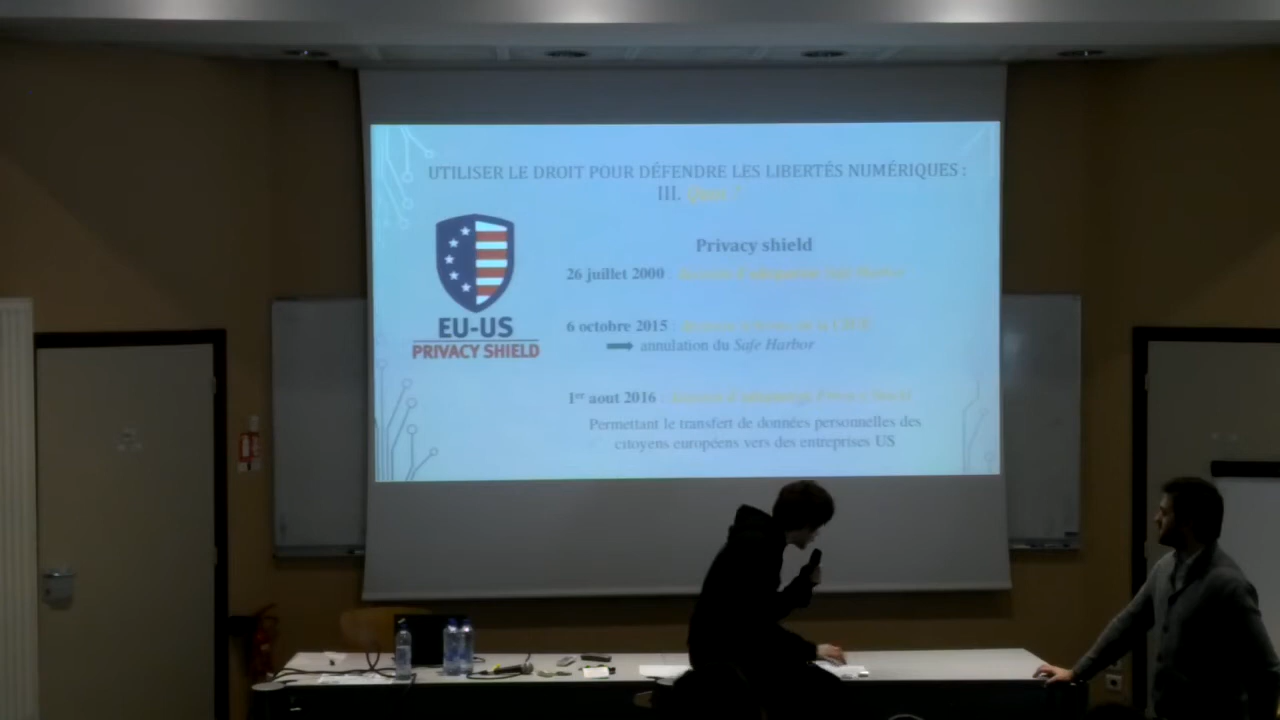 UTILISER LE DROIT POUR DÉFENDRE LES LIBERTÉS NUMÉRIQUES :
III.
EU-US
PRIVACY SHIELD
Privacy shield
26 juillet 2000 :
6 octobre 2015 :
annulation du Safe Harbor
1er aout 2016 :
Permettant le transfert de données personnelles des
citoyens européens vers des entreprises US